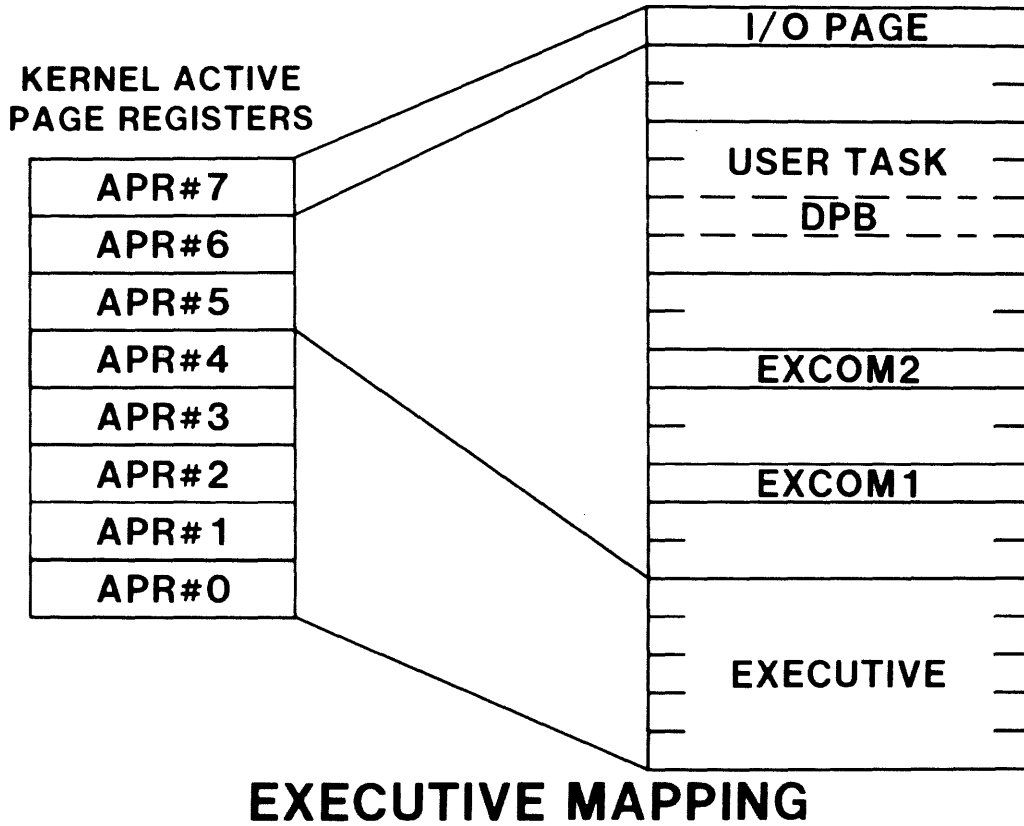 KERNEL ACTIVE
PAGE REGISTERS
APR#7
APR#6
APR#5
APR#4
APR#3
APR#2
APR#1
APR#0
I/O PAGE
USER TASK
DPB
EXCOM2
EXCOM1
EXECUTIVE
EXECUTIVE MAPPING